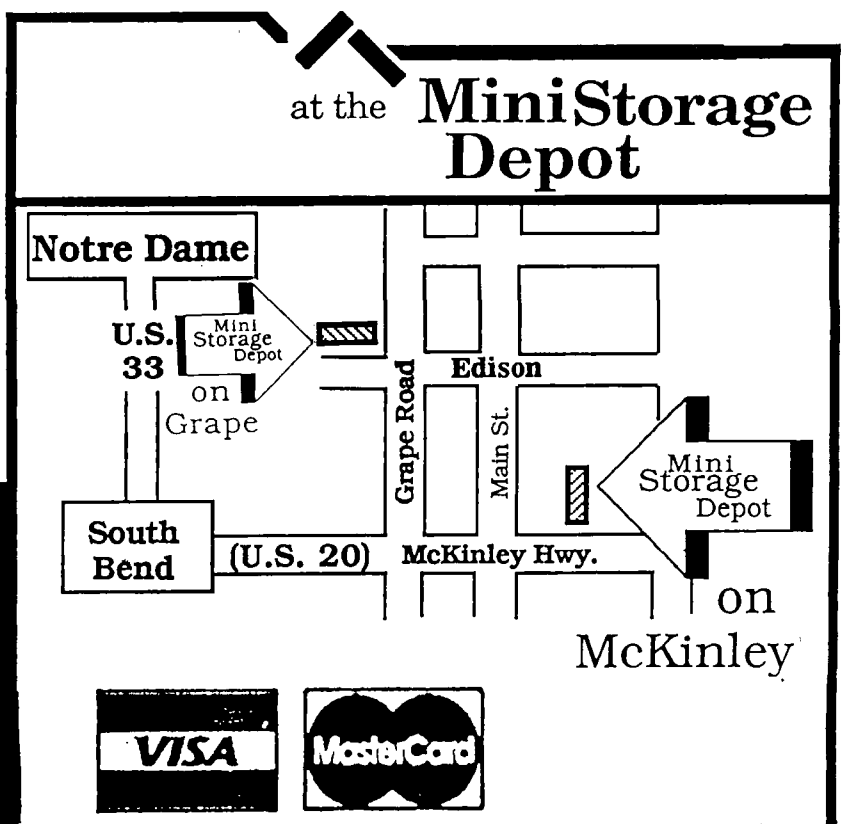 at the MiniStorage
Depot
Notre Dame
U.S.
33
Mini
Storage
Depot
on
Grape
Edison
Grape Road
Main St.
Mini
Storage
Depot
South
Bend
(U.S. 20)
McKinley Hwy.
on
McKinley
VISA
MasterCard